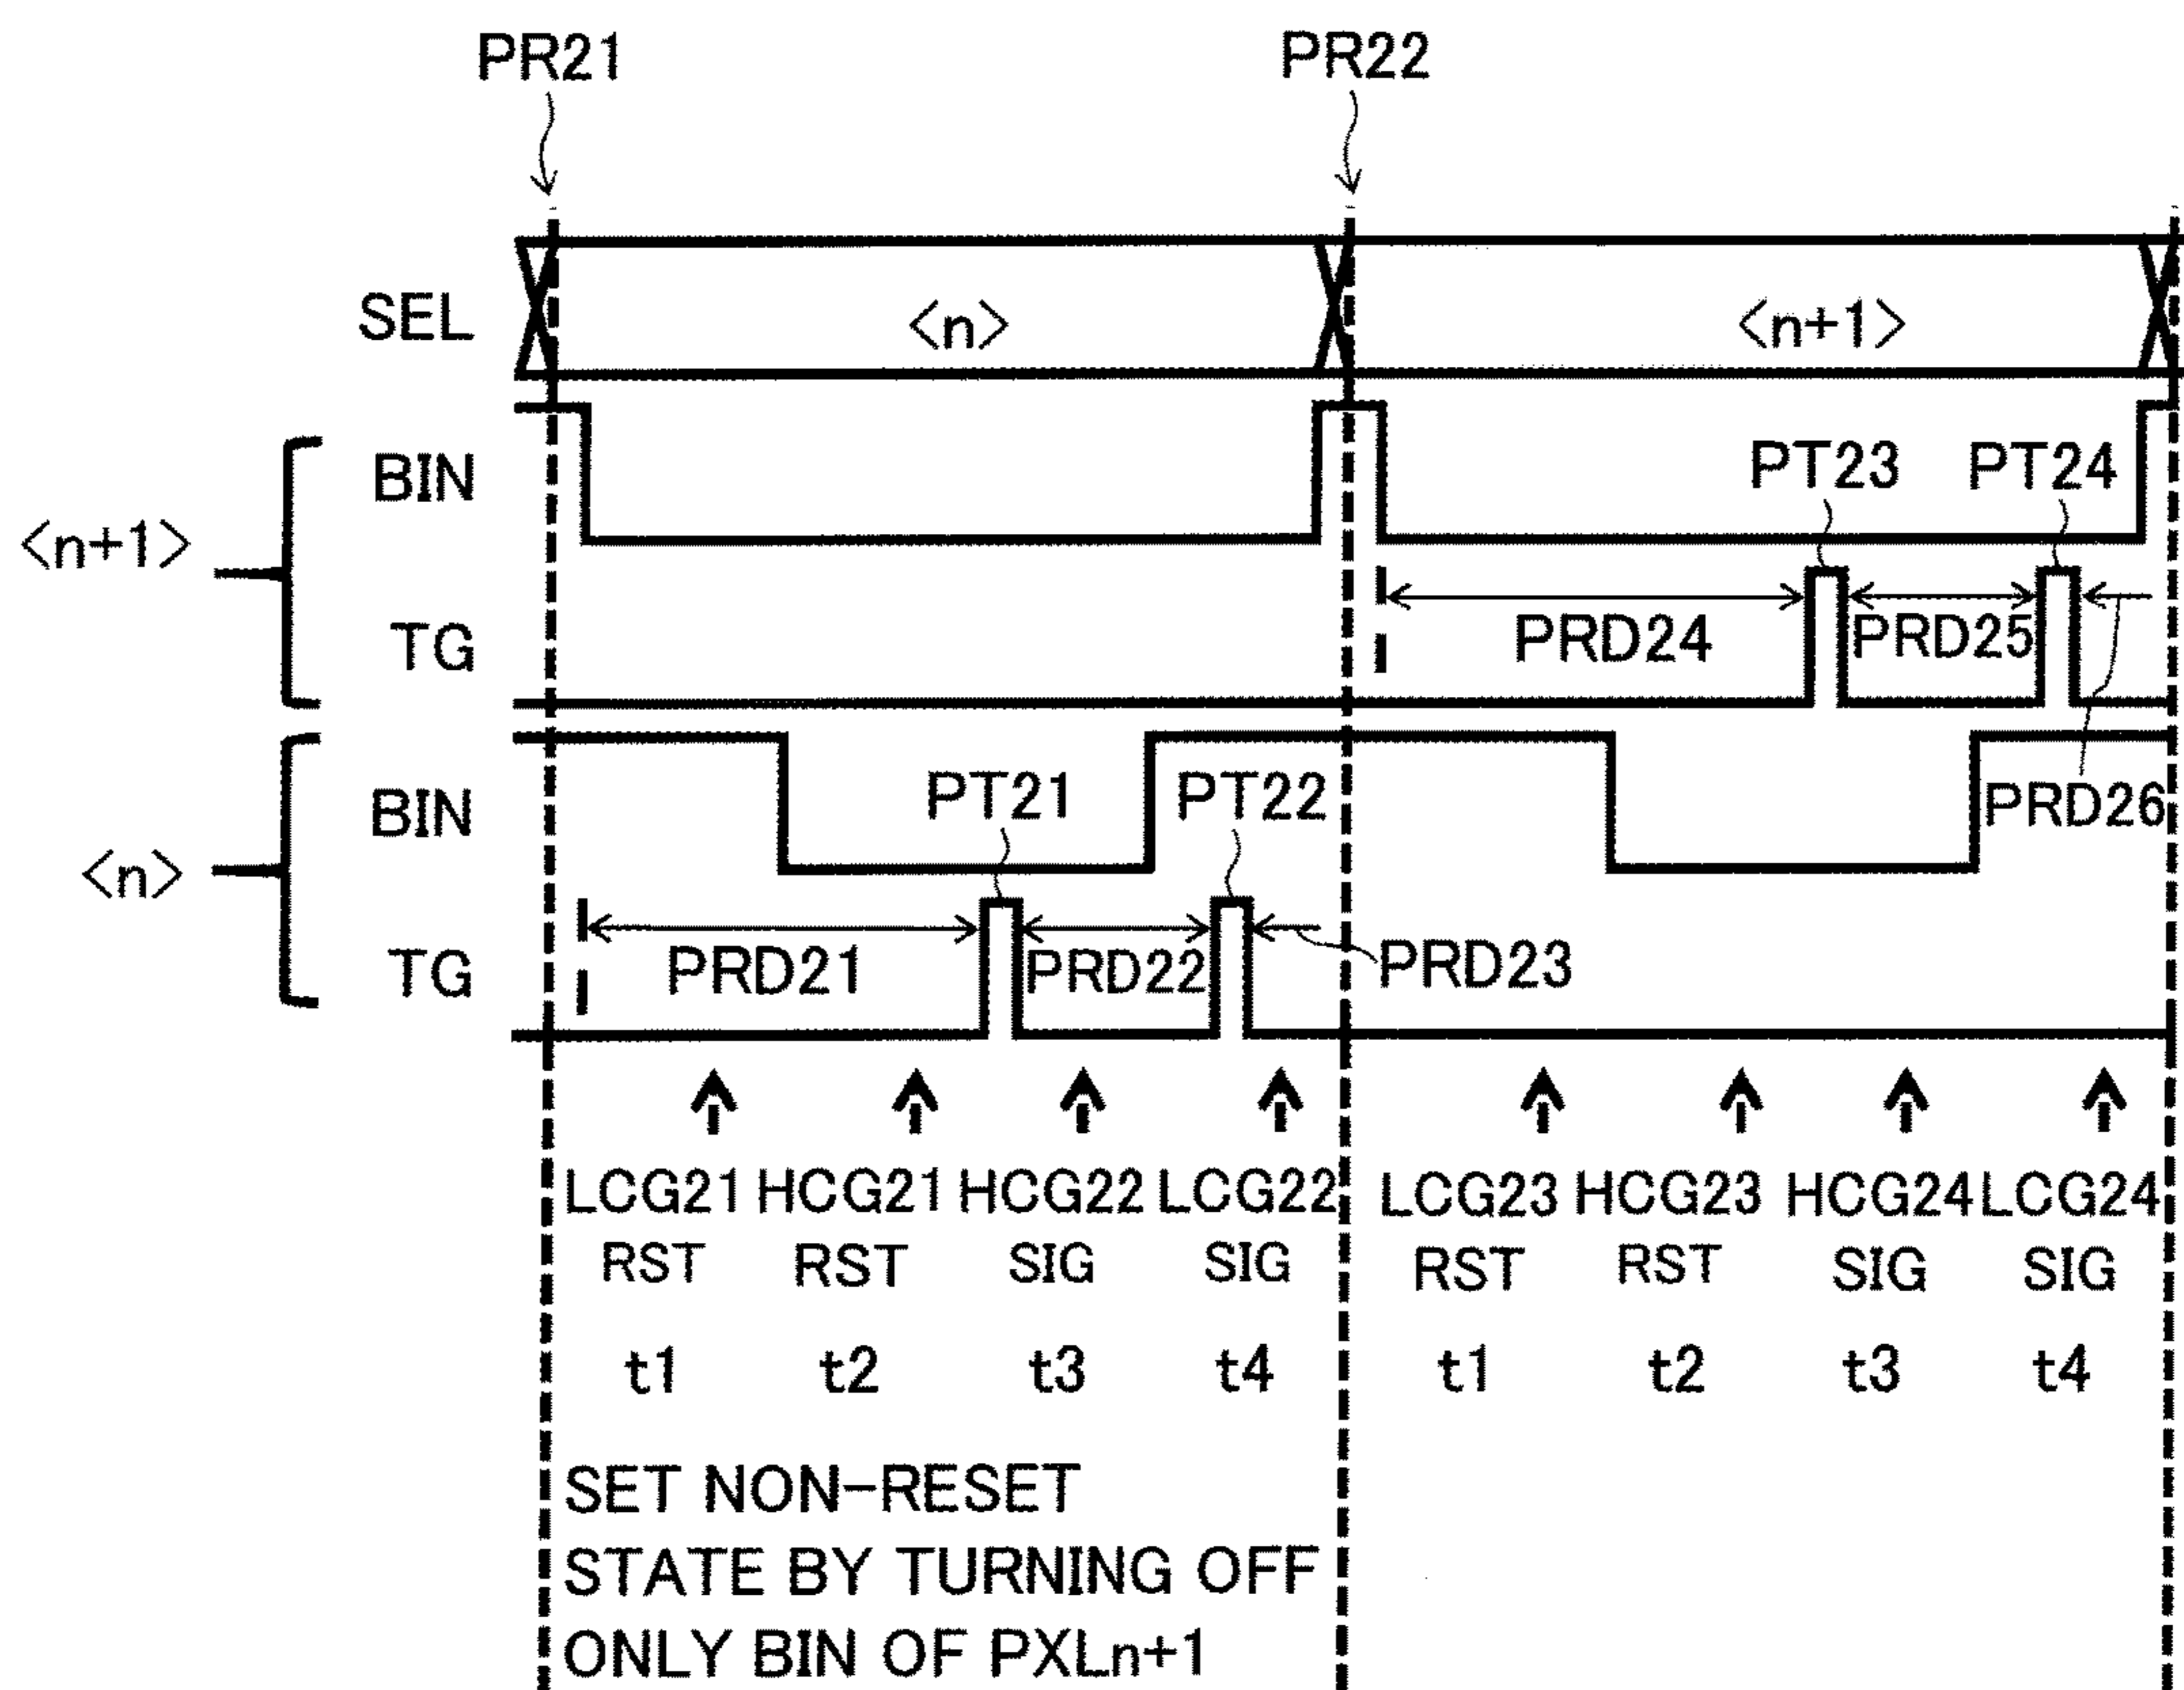 PR21 PR22
SEL <n> <n+1>
<n+1> BIN PT23 PT24
TG PRD24 PRD25
<n> BIN PT21 PT22 PRD26
TG PRD21 PRD22 PRD23
LCG21 HCG21 HCG22 LCG22 LCG23 HCG23 HCG24 LCG24
RST RST SIG SIG RST RST SIG SIG
t1 t2 t3 t4 t1 t2 t3 t4
SET NON-RESET
STATE BY TURNING OFF
ONLY BIN OF PXLn+1